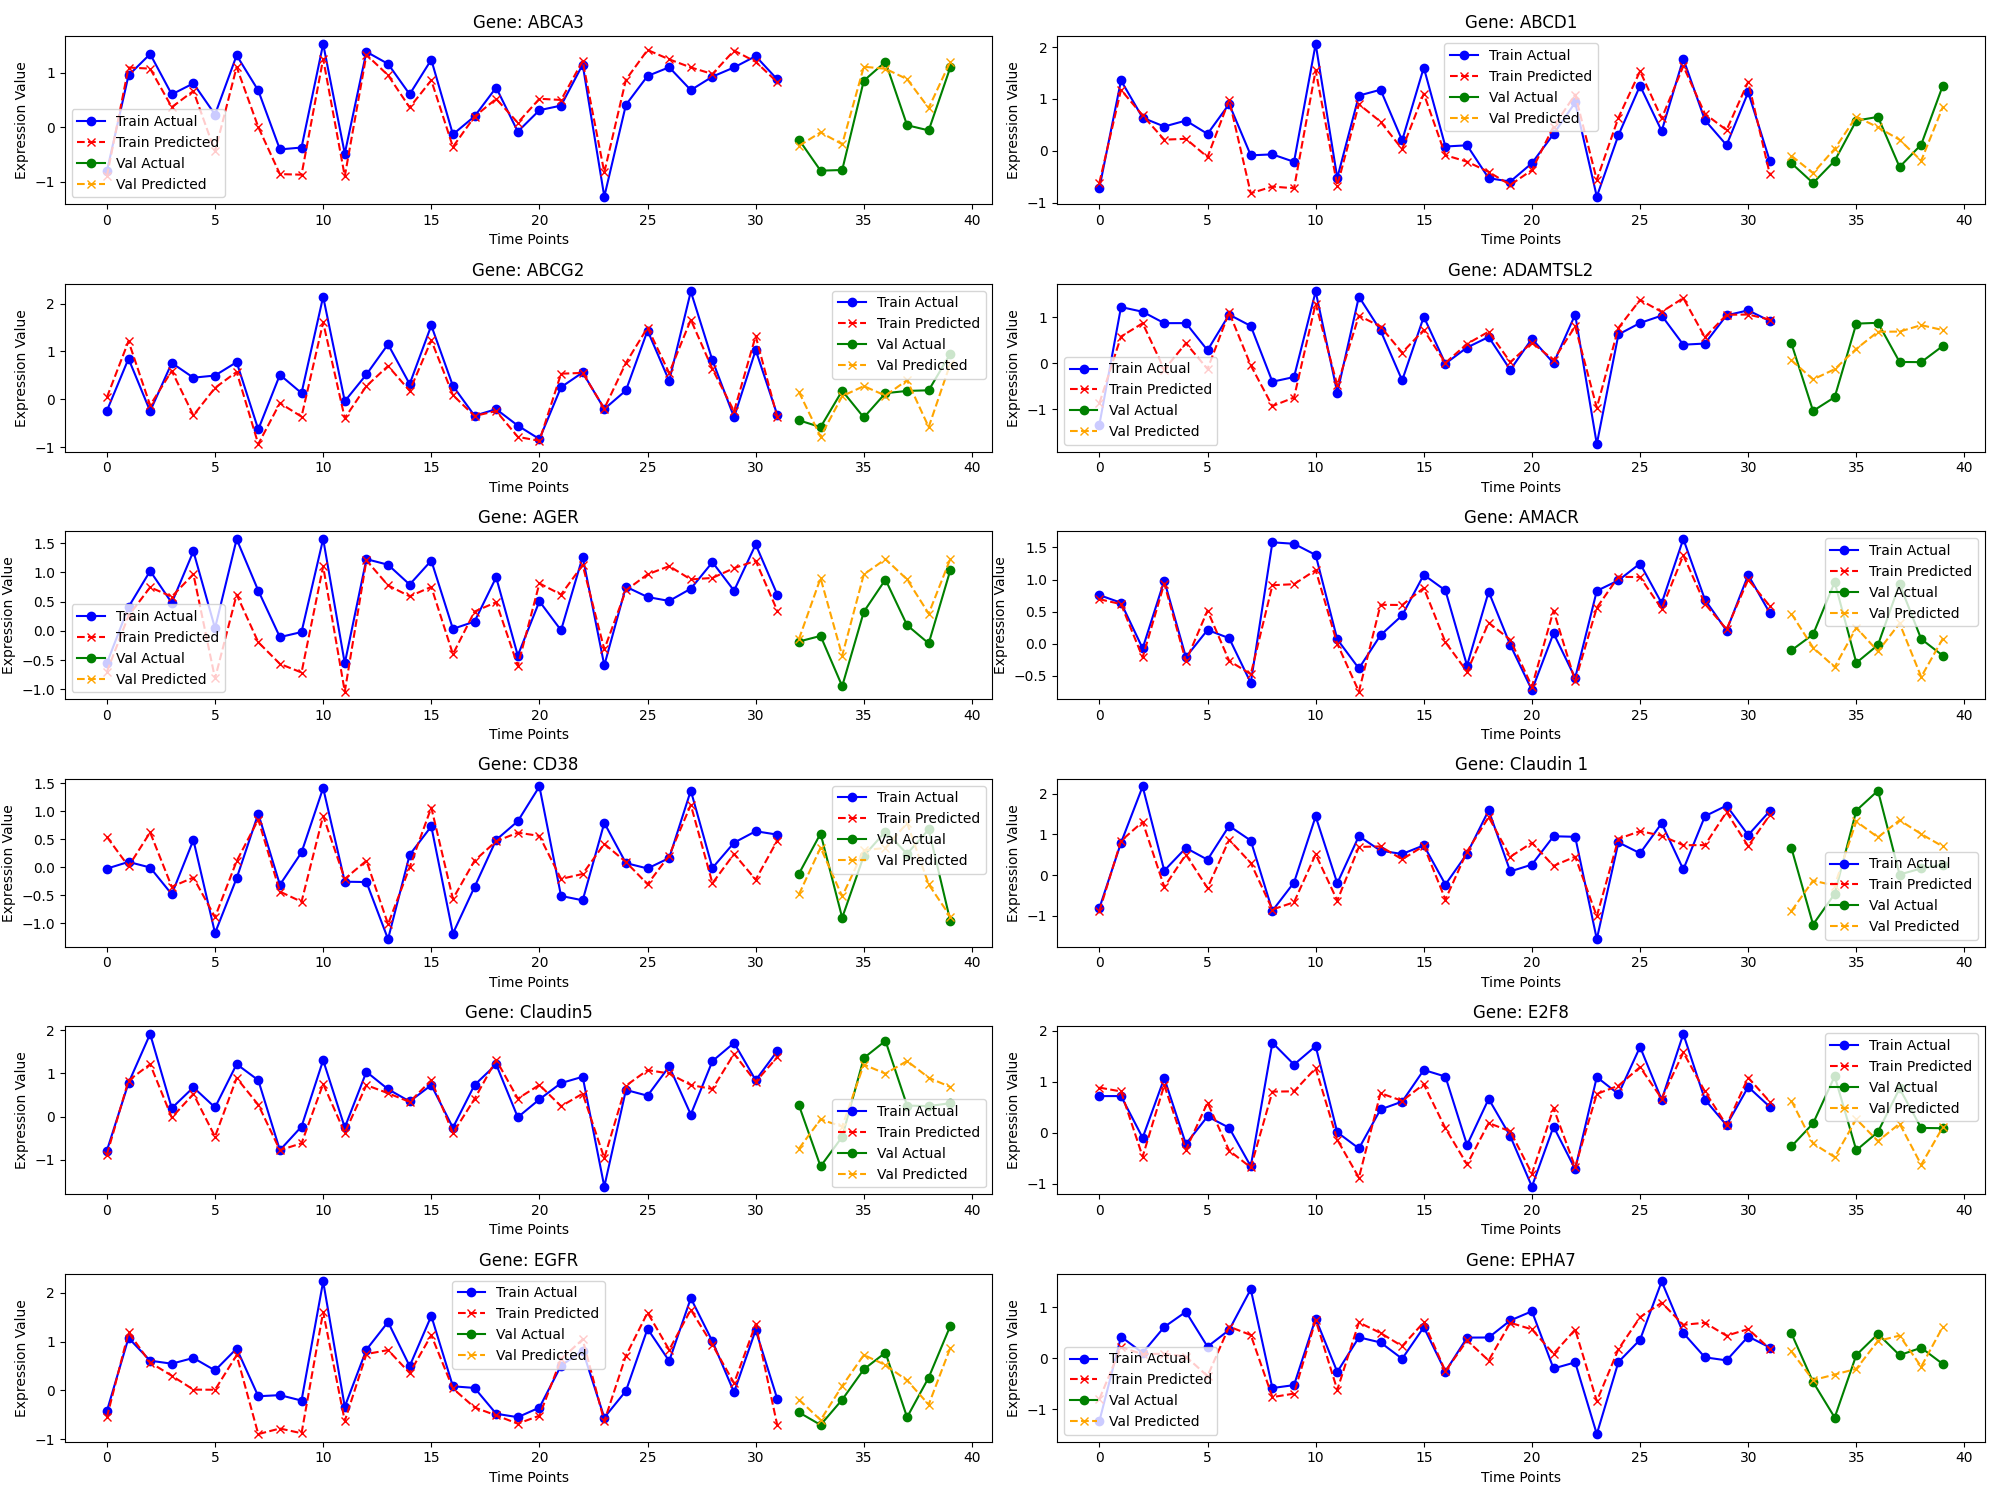 Gene: ABCA3
Expression Value
1
0
−1
Train Actual
Train Predicted
Val Actual
Val Predicted
0 5 10 15 20 25 30 35 40
Time Points
Gene: ABCD1
Expression Value
2
1
0
−1
Train Actual
Train Predicted
Val Actual
Val Predicted
0 5 10 15 20 25 30 35 40
Time Points
Gene: ABCG2
Expression Value
2
1
0
−1
Train Actual
Train Predicted
Val Actual
Val Predicted
0 5 10 15 20 25 30 35 40
Time Points
Gene: ADAMTSL2
Expression Value
1
0
−1
Train Actual
Train Predicted
Val Actual
Val Predicted
0 5 10 15 20 25 30 35 40
Time Points
Gene: AGER
Expression Value
1.5
1.0
0.5
0.0
−0.5
−1.0
Train Actual
Train Predicted
Val Actual
Val Predicted
0 5 10 15 20 25 30 35 40
Time Points
Gene: AMACR
Expression Value
1.5
1.0
0.5
0.0
−0.5
Train Actual
Train Predicted
Val Actual
Val Predicted
0 5 10 15 20 25 30 35 40
Time Points
Gene: CD38
Expression Value
1.5
1.0
0.5
0.0
−0.5
−1.0
Train Actual
Train Predicted
Val Actual
Val Predicted
0 5 10 15 20 25 30 35 40
Time Points
Gene: Claudin 1
Expression Value
2
1
0
−1
Train Actual
Train Predicted
Val Actual
Val Predicted
0 5 10 15 20 25 30 35 40
Time Points
Gene: Claudin5
Expression Value
2
1
0
−1
Train Actual
Train Predicted
Val Actual
Val Predicted
0 5 10 15 20 25 30 35 40
Time Points
Gene: E2F8
Expression Value
2
1
0
−1
Train Actual
Train Predicted
Val Actual
Val Predicted
0 5 10 15 20 25 30 35 40
Time Points
Gene: EGFR
Expression Value
2
1
0
−1
Train Actual
Train Predicted
Val Actual
Val Predicted
0 5 10 15 20 25 30 35 40
Time Points
Gene: EPHA7
Expression Value
1
0
−1
Train Actual
Train Predicted
Val Actual
Val Predicted
0 5 10 15 20 25 30 35 40
Time Points